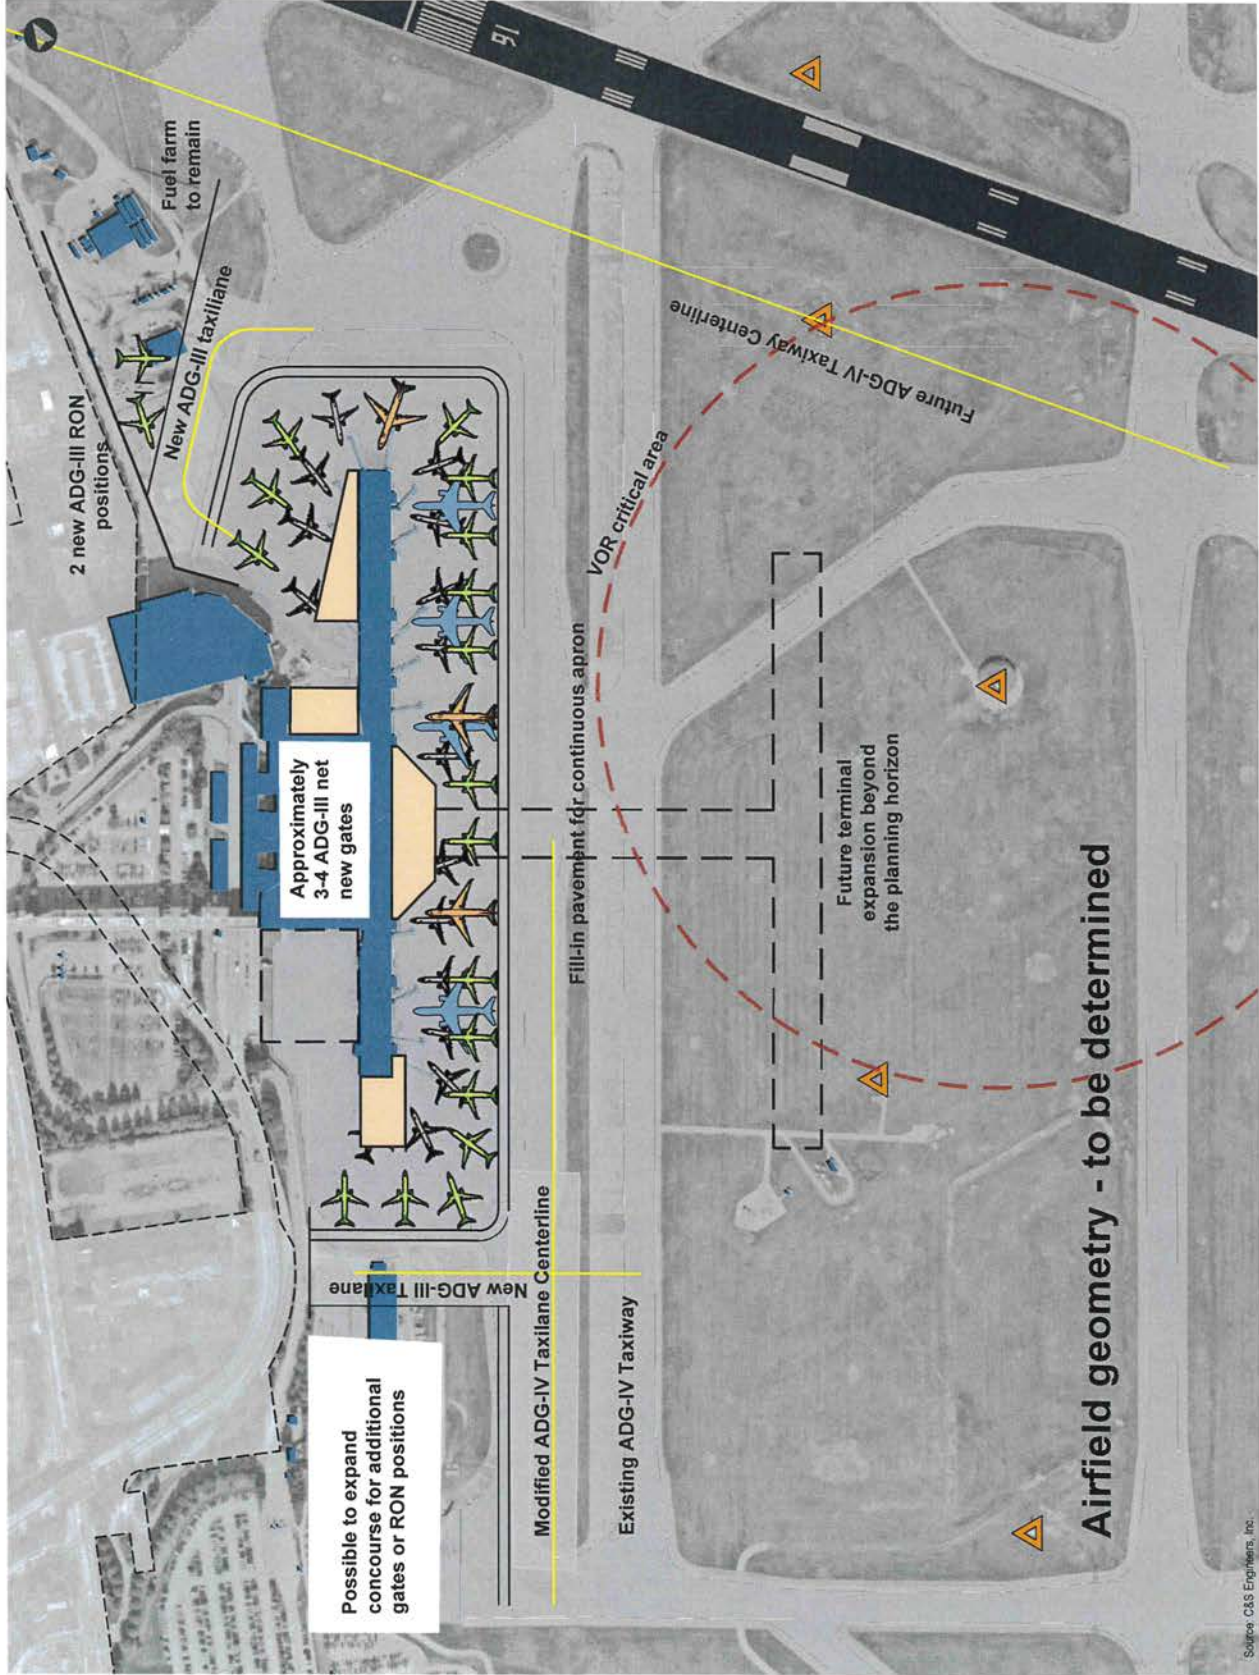 Fuel farm
to remain
2 new ADG-III RON
positions
New ADG-III taxiliane
16
Approximately
3-4 ADG-III net
new gates
VOR critical area
Future ADG-IV Taxiway Centerline
Fill-in pavement for continuous apron
Future terminal
expansion beyond
the planning horizon
New ADG-III Taxilane
Possible to expand
concourse for additional
gates or RON positions
Modified ADG-IV Taxilane Centerline
Existing ADG-IV Taxiway
Airfield geometry - to be determined
Source: C&S Engineers, Inc.